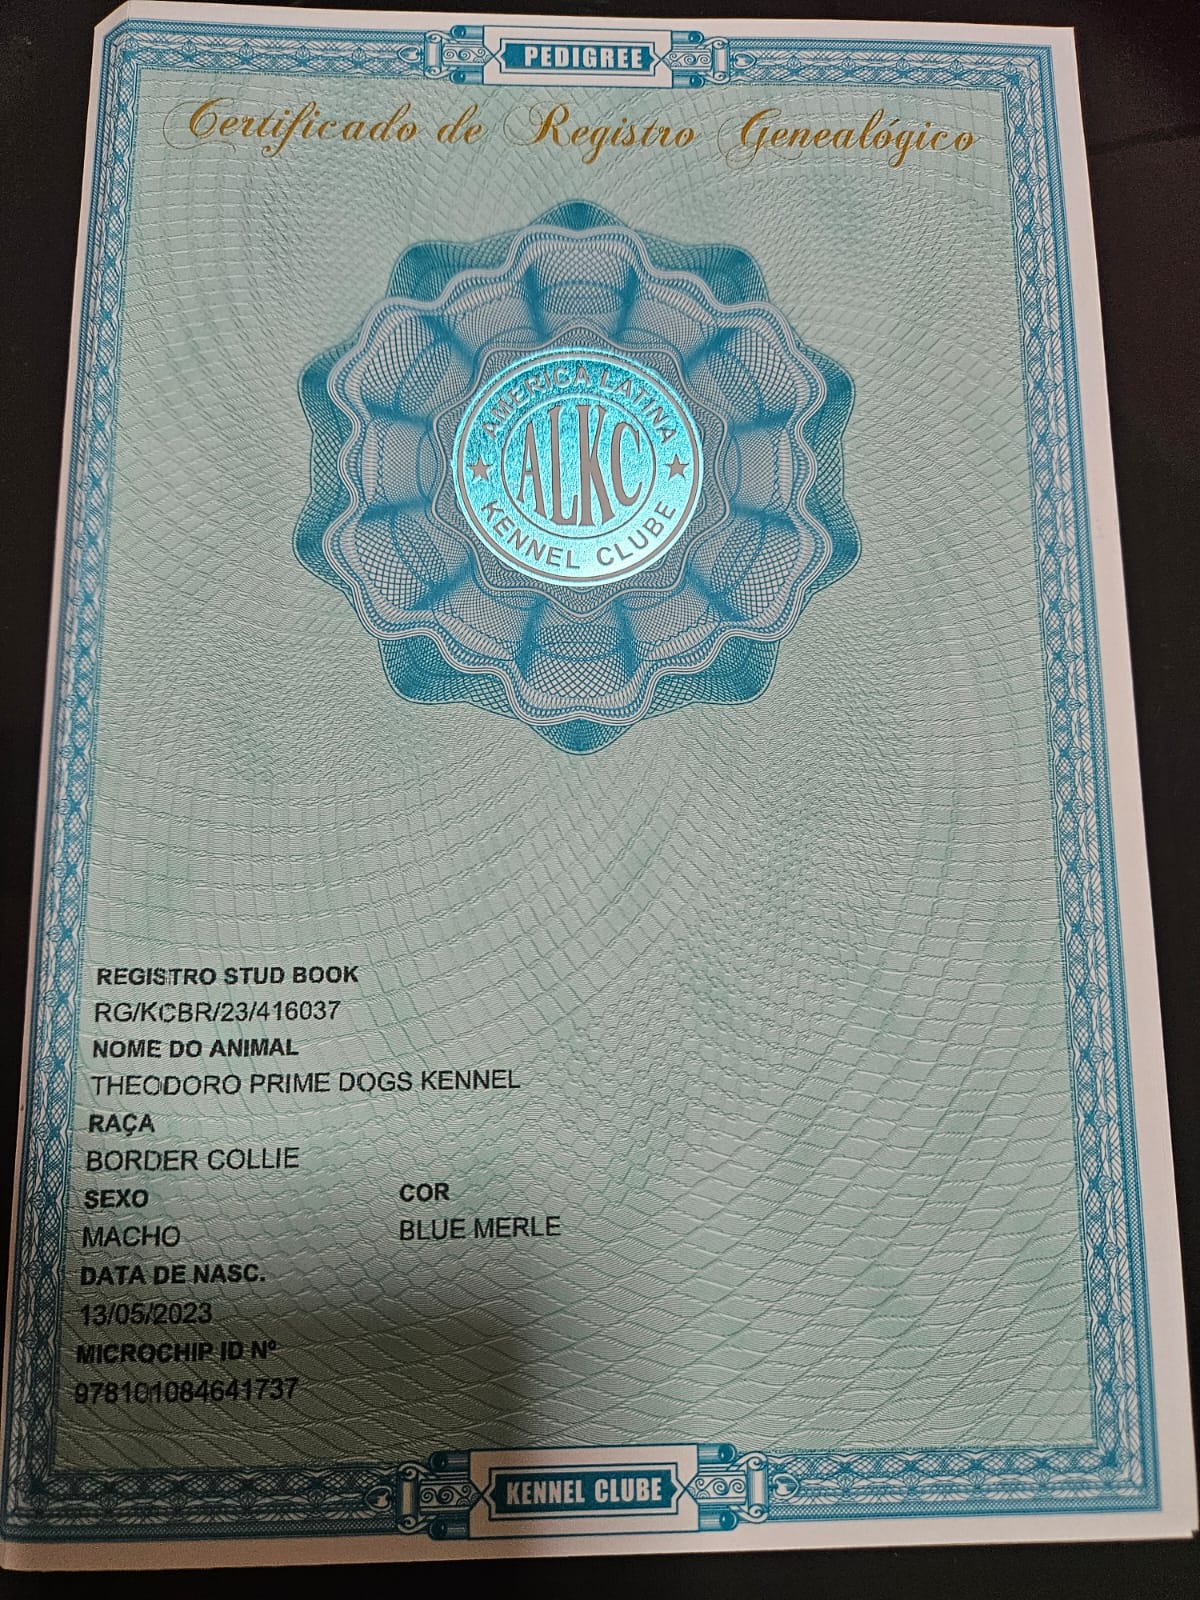 PEDIGREE
Certificado de Registro Genealógico
AMERICA LATINA
ALKC
KENNEL CLUBE
REGISTRO STUD BOOK
RG/KCBR/23/416037
NOME DO ANIMAL
THEODORO PRIME DOGS KENNEL
RAÇA
BORDER COLLIE
SEXO COR
MACHO BLUE MERLE
DATA DE NASC.
13/05/2023
MICROCHIP ID Nº
978101084641737
KENNEL CLUBE